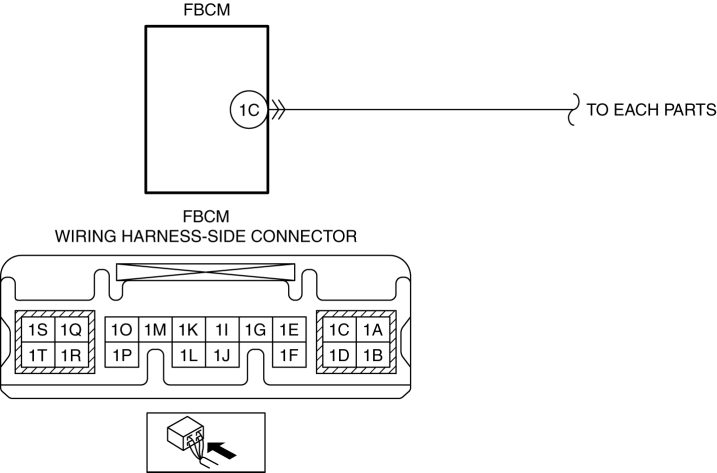 FBCM
1C
TO EACH PARTS
FBCM
WIRING HARNESS-SIDE CONNECTOR
1S 1Q 1O 1M 1K 1I 1G 1E 1C 1A
1T 1R 1P 1L 1J 1F 1D 1B